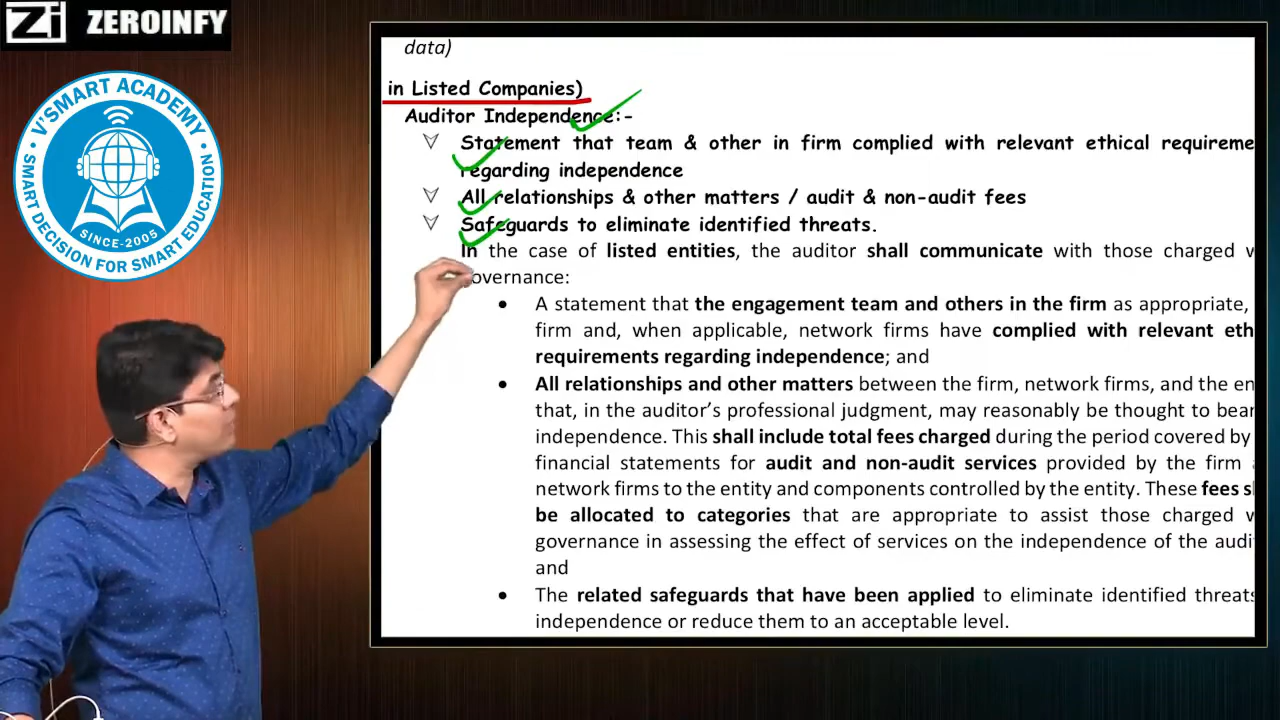 Zi ZEROINFY
V'SMART ACADEMY
SINCE-2005
SMART DECISION FOR SMART EDUCATION
data)
in Listed Companies)
Auditor Independence:-
Statement that team & other in firm complied with relevant ethical requireme
regarding independence
All relationships & other matters / audit & non-audit fees
Safeguards to eliminate identified threats.
In the case of listed entities, the auditor shall communicate with those charged w
governance:
• A statement that the engagement team and others in the firm as appropriate,
firm and, when applicable, network firms have complied with relevant eth
requirements regarding independence; and
• All relationships and other matters between the firm, network firms, and the en
that, in the auditor's professional judgment, may reasonably be thought to bear
independence. This shall include total fees charged during the period covered by
financial statements for audit and non-audit services provided by the firm a
network firms to the entity and components controlled by the entity. These fees s
be allocated to categories that are appropriate to assist those charged w
governance in assessing the effect of services on the independence of the audi
and
• The related safeguards that have been applied to eliminate identified threats
independence or reduce them to an acceptable level.